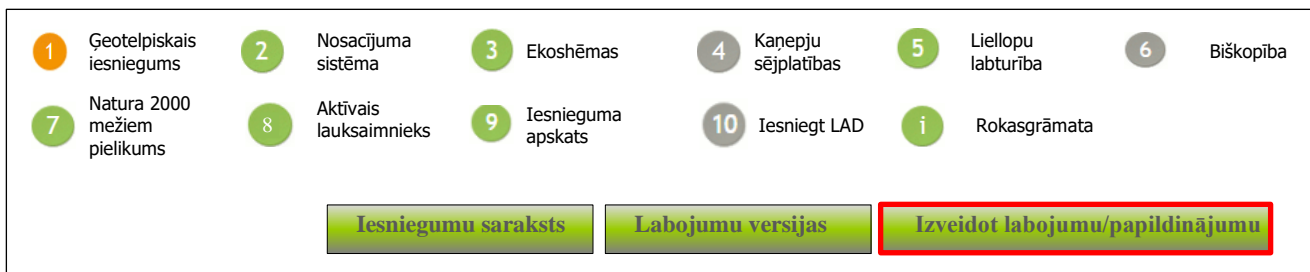 1 Ģeotelpiskais iesniegums
2 Nosacījuma sistēma
3 Ekoshēmas
4 Kaņepju sējplatības
5 Liellopu labturība
6 Biškopība
7 Natura 2000 mežiem pielikums
8 Aktīvais lauksaimnieks
9 Iesnieguma apskats
10 Iesniegt LAD
i Rokasgrāmata
Iesniegumu saraksts
Labojumu versijas
Izveidot labojumu/papildinājumu